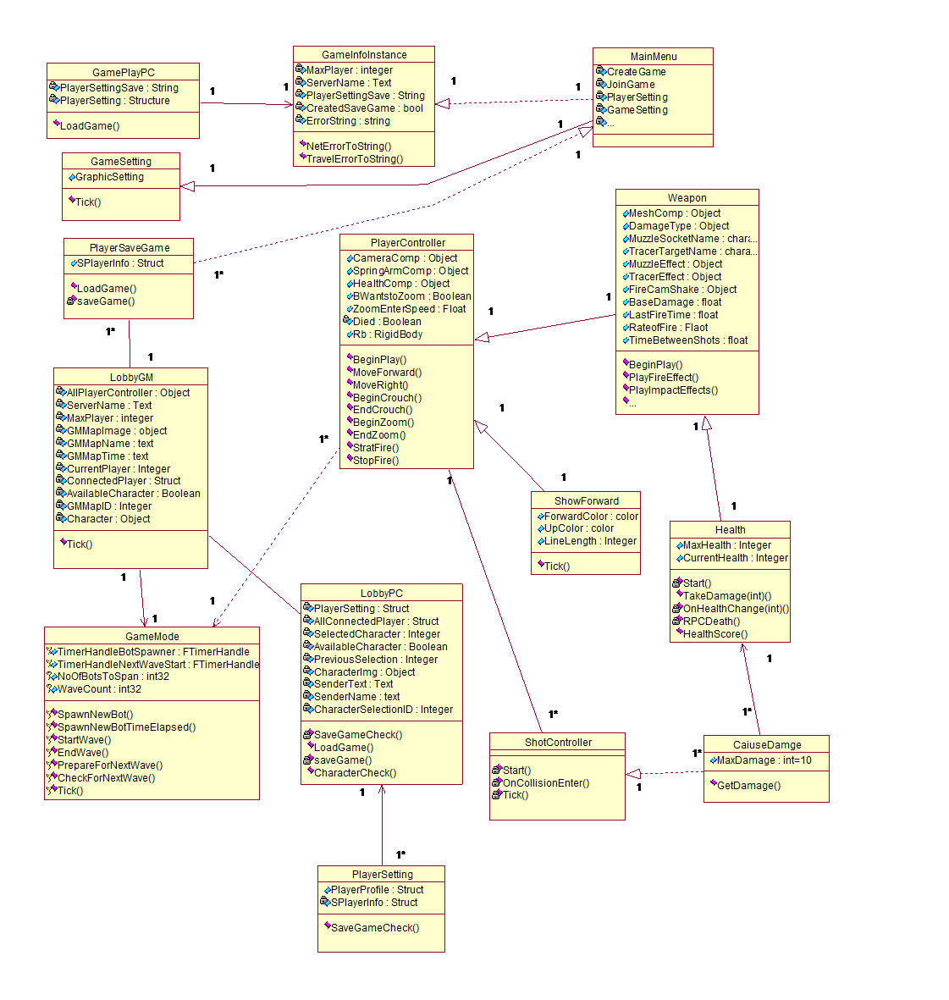 GamePlayPC
PlayerSettingSave : String
PlayerSetting : Structure
LoadGame()
1
1
GameInfoInstance
MaxPlayer : integer
ServerName : Text
PlayerSettingSave : String
CreatedSaveGame : bool
ErrorString : string
NetErrorToString()
TravelErrorToString()
1
1
MainMenu
CreateGame
JoinGame
PlayerSetting
GameSetting
...
1
1
GameSetting
GraphicSetting
Tick()
1
PlayerSaveGame
SPlayerInfo : Struct
LoadGame()
saveGame()
1*
1*
1
PlayerController
CameraComp : Object
SpringArmComp : Object
HealthComp : Object
BWantstoZoom : Boolean
ZoomEnterSpeed : Float
Died : Boolean
Rb : RigidBody
BeginPlay()
MoveForward()
MoveRight()
BeginCrouch()
EndCrouch()
BeginZoom()
EndZoom()
StratFire()
StopFire()
1
1
1
1*
1
Weapon
MeshComp : Object
DamageType : Object
MuzzleSocketName : chara...
TracerTargetName : chara...
MuzzleEffect : Object
TracerEffect : Object
FireCamShake : Object
BaseDamage : float
LastFireTime : float
RateofFire : Flaot
TimeBetweenShots : float
BeginPlay()
PlayFireEffect()
PlayImpactEffects()
...
1
LobbyGM
AllPlayerController : Object
ServerName : Text
MaxPlayer : integer
GMMapImage : object
GMMapName : text
GMMapTime : text
CurrentPlayer : Integer
ConnectedPlayer : Struct
AvailableCharacter : Boolean
GMMapID : Integer
Character : Object
Tick()
1
1
1
ShowForward
ForwardColor : color
UpColor : color
LineLength : Integer
Tick()
1
1
Health
MaxHealth : Integer
CurrentHealth : Integer
Start()
TakeDamage(int)()
OnHealthChange(int)()
RPCDeath()
HealthScore()
1
1*
GameMode
TimerHandleBotSpawner : FTimerHandle
TimerHandleNextWaveStart : FTimerHandle
NoOfBotsToSpan : int32
WaveCount : int32
SpawnNewBot()
SpawnNewBotTimeElapsed()
StartWave()
EndWave()
PrepareForNextWave()
CheckForNextWave()
Tick()
LobbyPC
PlayerSetting : Struct
AllConnectedPlayer : Struct
SelectedCharacter : Integer
AvailableCharacter : Boolean
PreviousSelection : Integer
CharacterImg : Object
SenderText : Text
SenderName : text
CharacterSelectionID : Integer
SaveGameCheck()
LoadGame()
saveGame()
CharacterCheck()
1
1*
1*
ShotController
Start()
OnCollisionEnter()
Tick()
1
1*
CaiuseDamge
MaxDamage : int=10
GetDamage()
PlayerSetting
PlayerProfile : Struct
SPlayerInfo : Struct
SaveGameCheck()